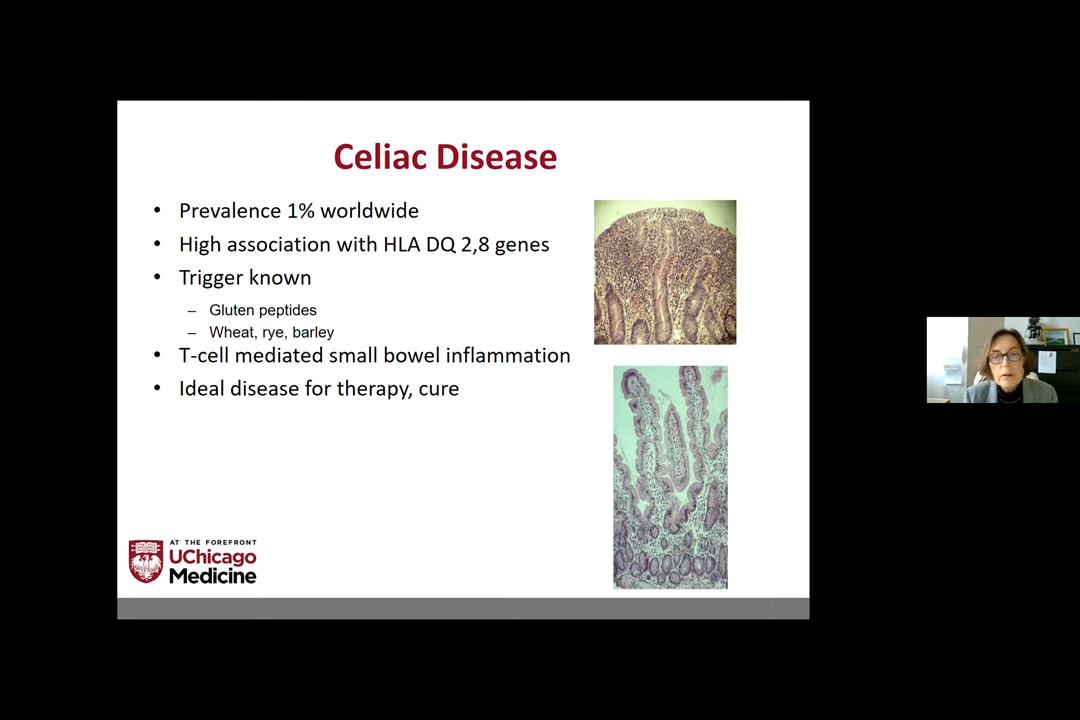 Celiac Disease
• Prevalence 1% worldwide
• High association with HLA DQ 2,8 genes
• Trigger known
– Gluten peptides
– Wheat, rye, barley
• T-cell mediated small bowel inflammation
• Ideal disease for therapy, cure
AT THE FOREFRONT
UChicago
Medicine